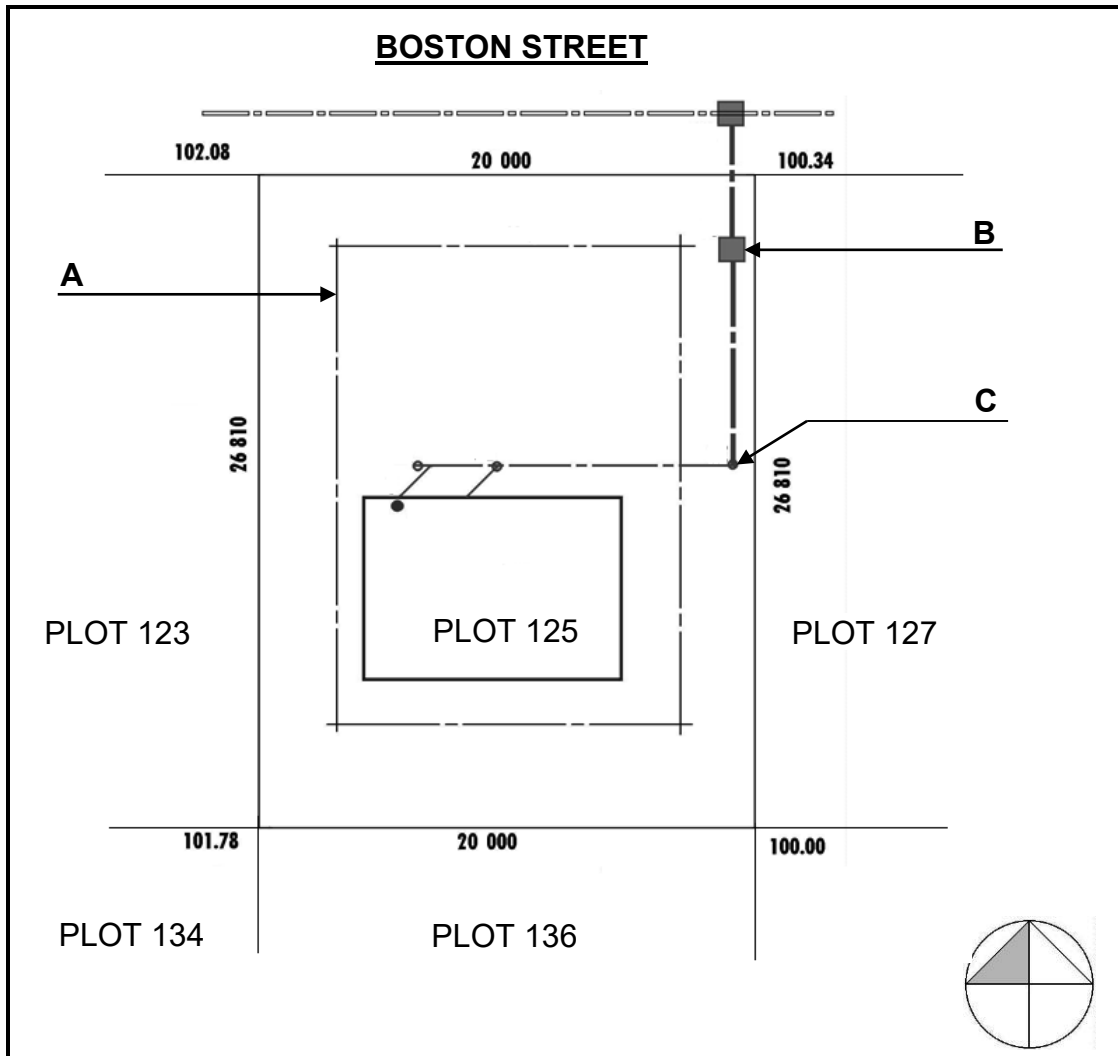 BOSTON STREET
102.08
20 000
100.34
B
A
C
26 810
26 810
PLOT 123
PLOT 125
PLOT 127
101.78
20 000
100.00
PLOT 134
PLOT 136